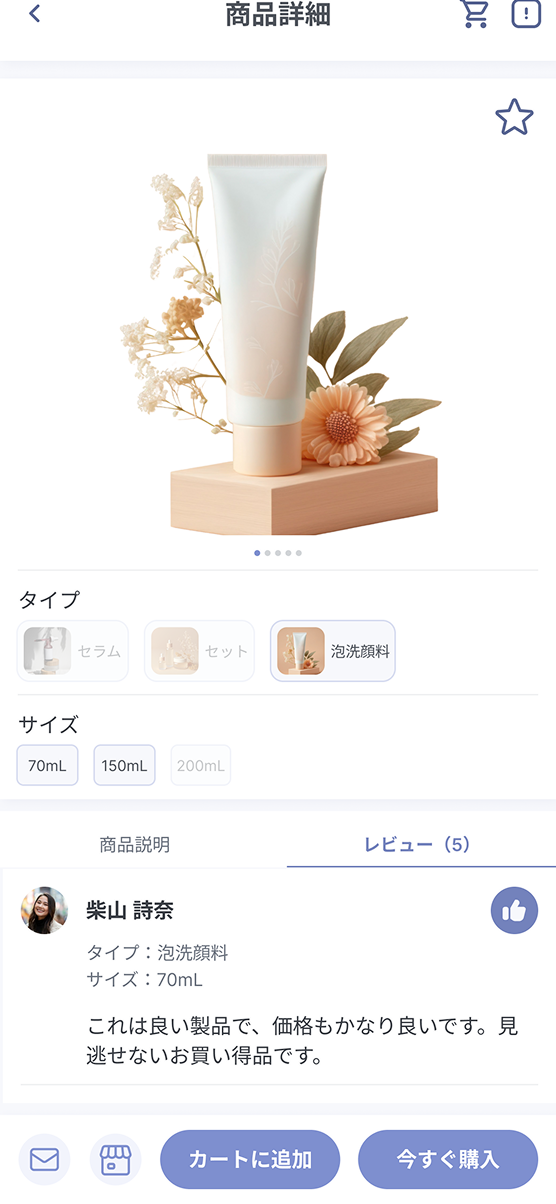 商品詳細
タイプ
セラム
セット
泡洗顔料
サイズ
70mL
150mL
200mL
商品説明
レビュー（5）
柴山 詩奈
タイプ：泡洗顔料
サイズ：70mL
これは良い製品で、価格もかなり良いです。見
逃せないお買い得品です。
カートに追加
今すぐ購入